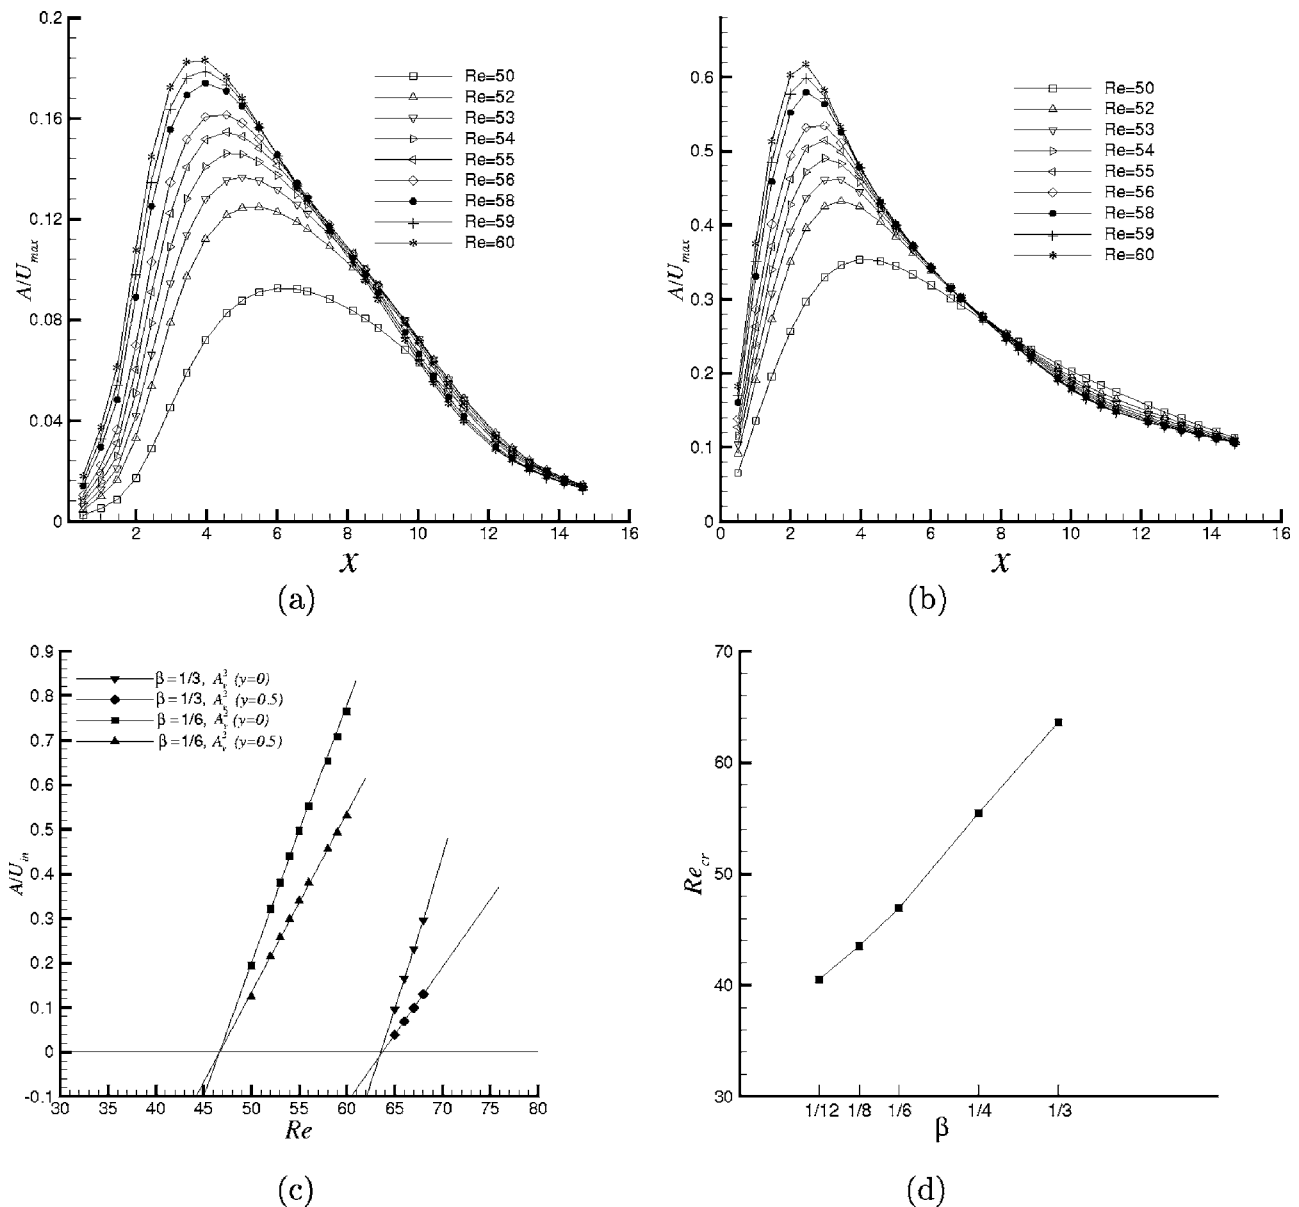 0.2
0.16
0.12
0.08
0.04
0
A/U_max
0 2 4 6 8 10 12 14 16
χ
Re=50
Re=52
Re=53
Re=54
Re=55
Re=56
Re=58
Re=59
Re=60
(a)
0.6
0.5
0.4
0.3
0.2
0.1
0
A/U_max
0 2 4 6 8 10 12 14 16
χ
Re=50
Re=52
Re=53
Re=54
Re=55
Re=56
Re=58
Re=59
Re=60
(b)
0.9
0.8
0.7
0.6
0.5
0.4
0.3
0.2
0.1
0
-0.1
A/U_in
30 35 40 45 50 55 60 65 70 75 80
Re
β = 1/3, A_v^2 (y=0)
β = 1/3, A_v^2 (y=0.5)
β = 1/6, A_v^2 (y=0)
β = 1/6, A_v^2 (y=0.5)
(c)
70
60
50
40
30
Re_cr
1/12 1/8 1/6 1/4 1/3
β
(d)